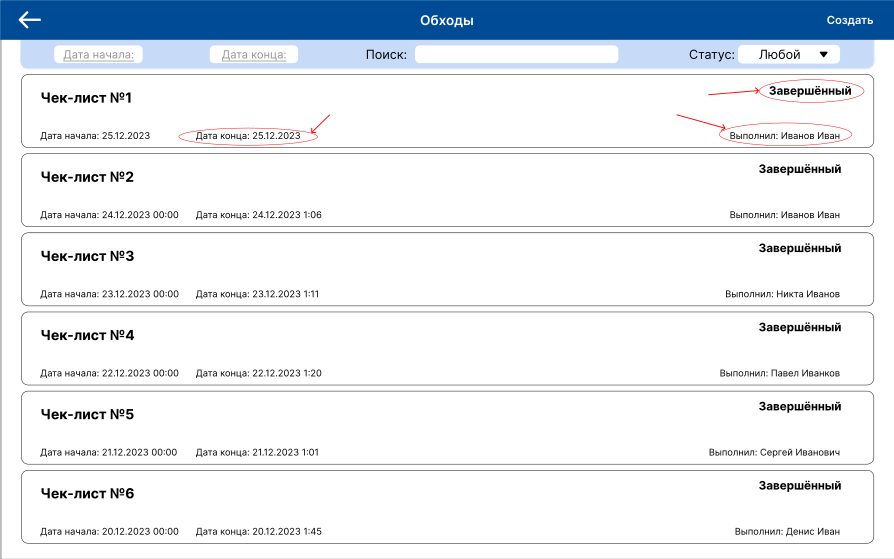 Обходы
Создать
Дата начала:
Дата конца:
Поиск:
Статус:
Любой
Чек-лист №1
Завершённый
Дата начала: 25.12.2023
Дата конца: 25.12.2023
Выполнил: Иванов Иван
Чек-лист №2
Завершённый
Дата начала: 24.12.2023 00:00
Дата конца: 24.12.2023 1:06
Выполнил: Иванов Иван
Чек-лист №3
Завершённый
Дата начала: 23.12.2023 00:00
Дата конца: 23.12.2023 1:11
Выполнил: Никта Иванов
Чек-лист №4
Завершённый
Дата начала: 22.12.2023 00:00
Дата конца: 22.12.2023 1:20
Выполнил: Павел Иванков
Чек-лист №5
Завершённый
Дата начала: 21.12.2023 00:00
Дата конца: 21.12.2023 1:01
Выполнил: Сергей Иванович
Чек-лист №6
Завершённый
Дата начала: 20.12.2023 00:00
Дата конца: 20.12.2023 1:45
Выполнил: Денис Иван